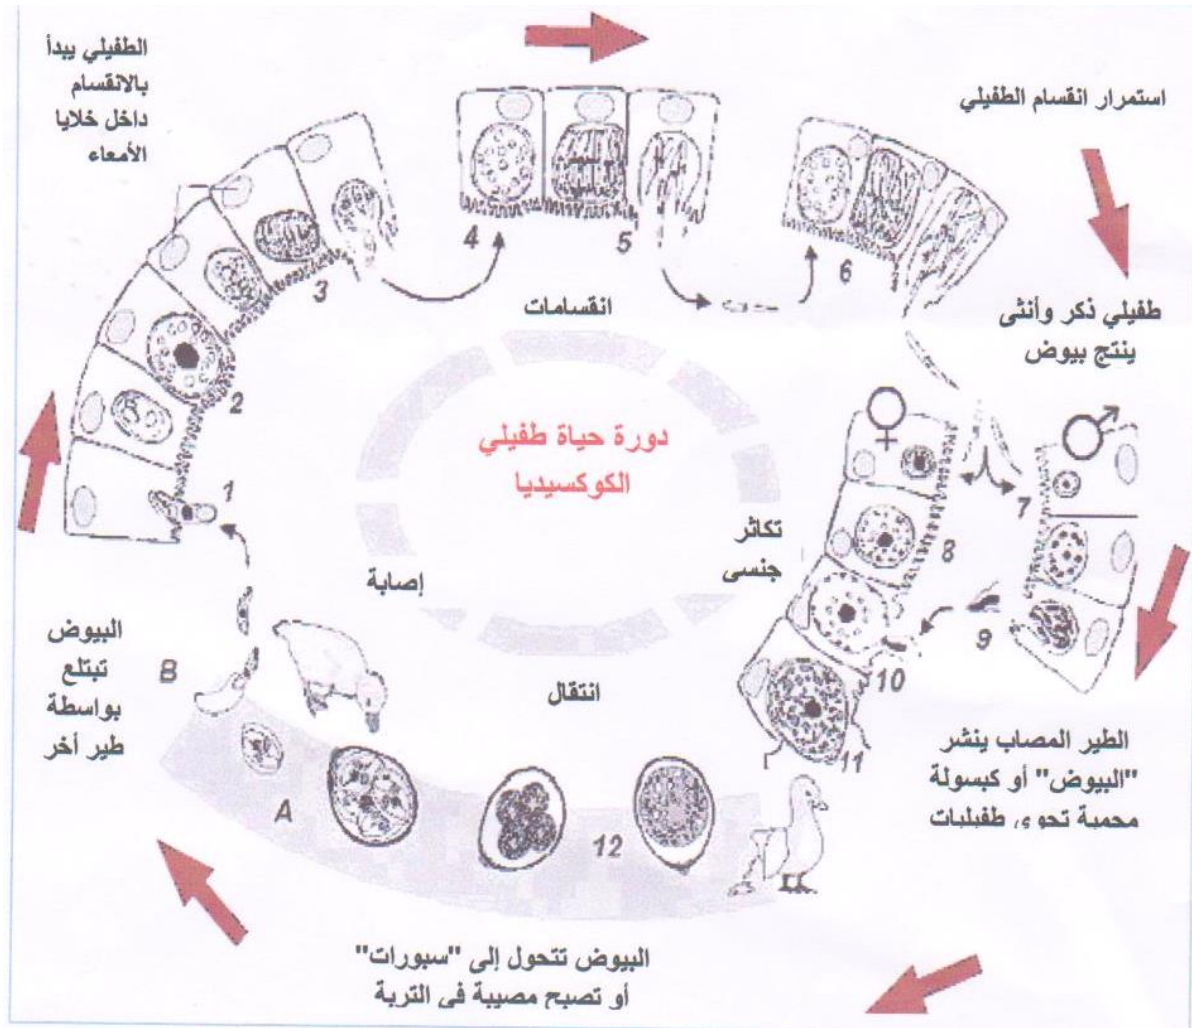 الطفيلي يبدأ
بالانقسام
داخل خلايا
الأمعاء
استمرار انقسام الطفيلي
4
5
6
3
انقسامات
طفيلي ذكر وأنثى
ينتج بيوض
2
دورة حياة طفيلي
الكوكسيديا
♀
♂
1
7
تكاثر
جنسى
8
إصابة
9
البيوض
تبتلع
بواسطة
طير أخر
B
انتقال
10
11
الطير المصاب ينشر
"البيوض" أو كبسولة
محمية تحوي طفيليات
A
12
البيوض تتحول إلى "سبورات"
أو تصبح مصيبة في التربة